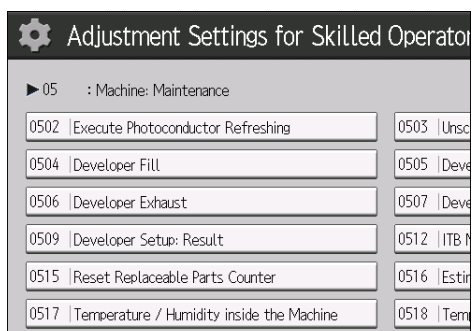 Adjustment Settings for Skilled Operator
▶ 05 : Machine: Maintenance
0502 Execute Photoconductor Refreshing
0503
0504 Developer Fill
0505
0506 Developer Exhaust
0507
0509 Developer Setup: Result
0512 ITB
0515 Reset Replaceable Parts Counter
0516
0517 Temperature / Humidity inside the Machine
0518